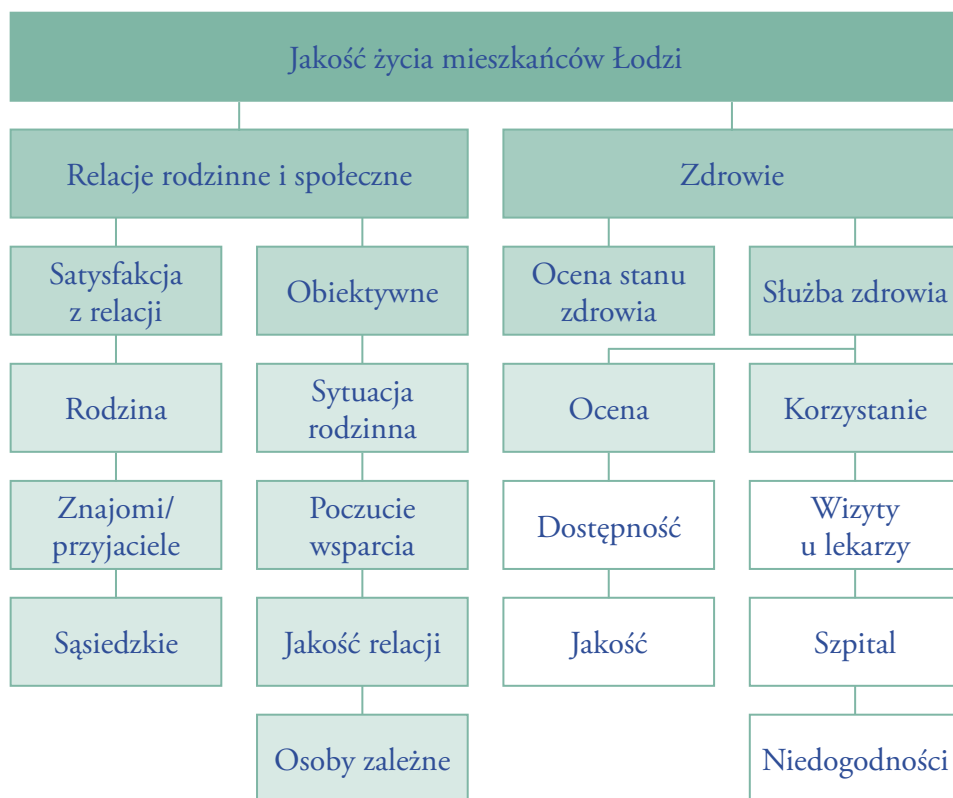 Jakość życia mieszkańców Łodzi
Relacje rodzinne i społeczne
Zdrowie
Satysfakcja
z relacji
Obiektywne
Ocena stanu
zdrowia
Służba zdrowia
Rodzina
Sytuacja
rodzinna
Ocena
Korzystanie
Znajomi/
przyjaciele
Poczucie
wsparcia
Dostępność
Wizyty
u lekarzy
Sąsiedzkie
Jakość relacji
Jakość
Szpital
Osoby zależne
Niedogodności